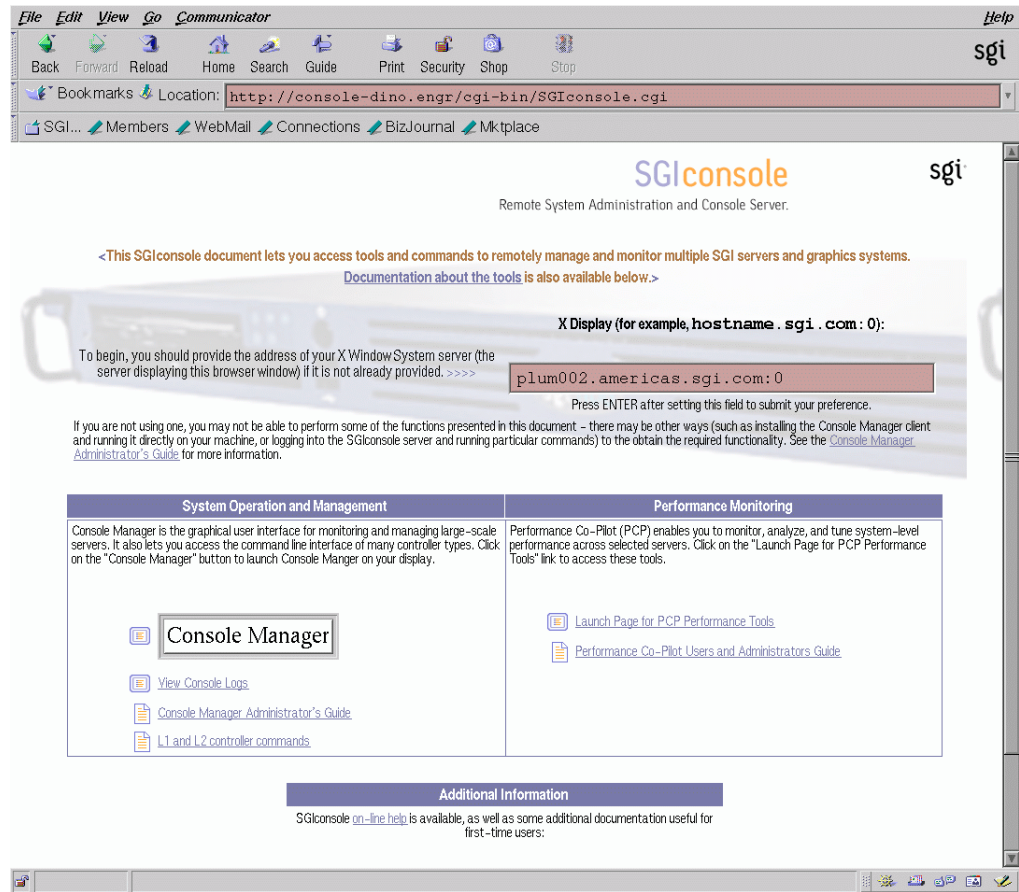 File Edit View Go Communicator Help
Back Forward Reload Home Search Guide Print Security Shop Stop sgi
Bookmarks Location: http://console-dino.engr/cgi-bin/SGIconsole.cgi
SGI... Members WebMail Connections BizJournal Mktplace
SGIconsole sgi
Remote System Administration and Console Server.
<This SGIconsole document lets you access tools and commands to remotely manage and monitor multiple SGI servers and graphics systems.
Documentation about the tools is also available below.>
X Display (for example, hostname.sgi.com:0):
To begin, you should provide the address of your X Window System server (the
server displaying this browser window) if it is not already provided. >>>>
plum002.americas.sgi.com:0
Press ENTER after setting this field to submit your preference.
If you are not using one, you may not be able to perform some of the functions presented in this document - there may be other ways (such as installing the Console Manager client
and running it directly on your machine, or logging into the SGIconsole server and running particular commands) to the obtain the required functionality. See the Console Manager
Administrator's Guide for more information.
System Operation and Management
Console Manager is the graphical user interface for monitoring and managing large-scale
servers. It also lets you access the command line interface of many controller types. Click
on the "Console Manager" button to launch Console Manger on your display.
Console Manager
View Console Logs
Console Manager Administrator's Guide
L1 and L2 controller commands
Performance Monitoring
Performance Co-Pilot (PCP) enables you to monitor, analyze, and tune system-level
performance across selected servers. Click on the "Launch Page for PCP Performance
Tools" link to access these tools.
Launch Page for PCP Performance Tools
Performance Co-Pilot Users and Administrators Guide
Additional Information
SGIconsole on-line help is available, as well as some additional documentation useful for
first-time users: